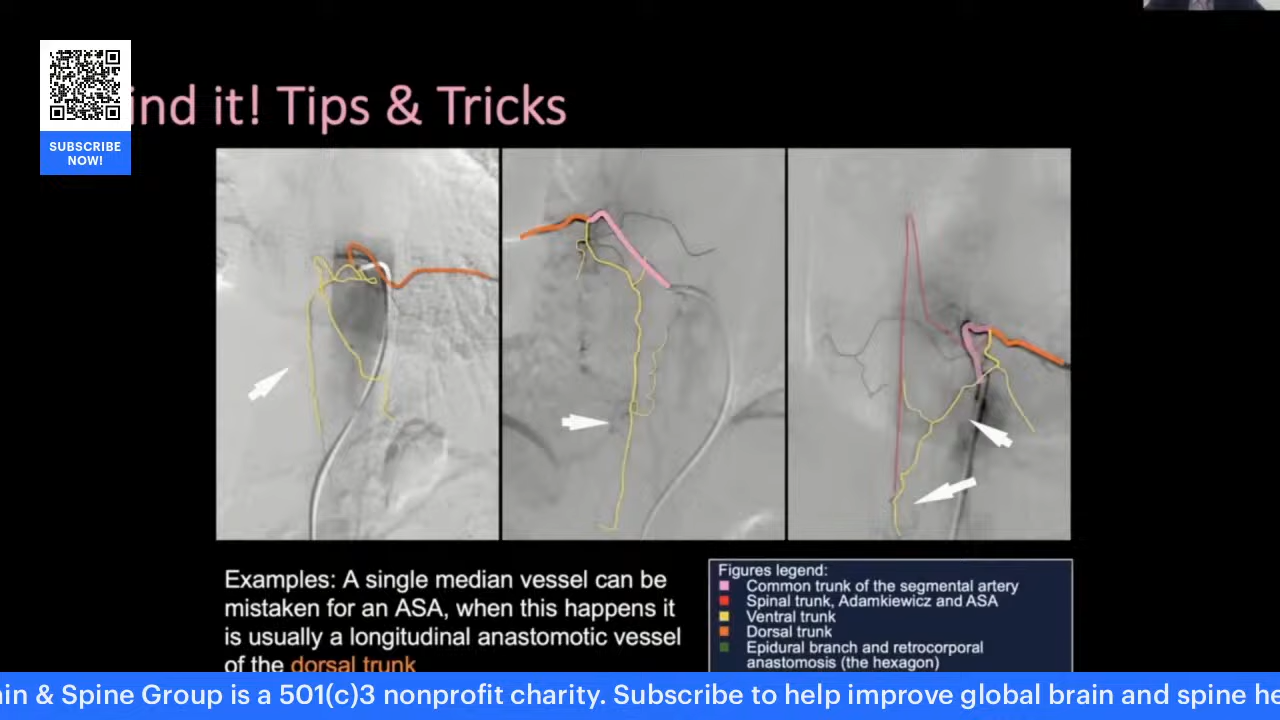 ind it! Tips & Tricks
SUBSCRIBE
NOW!
Examples: A single median vessel can be
mistaken for an ASA, when this happens it
is usually a longitudinal anastomotic vessel
of the dorsal trunk
Figures legend:
Common trunk of the segmental artery
Spinal trunk, Adamkiewicz and ASA
Ventral trunk
Dorsal trunk
Epidural branch and retrocorporal
anastomosis (the hexagon)
ain & Spine Group is a 501(c)3 nonprofit charity. Subscribe to help improve global brain and spine he